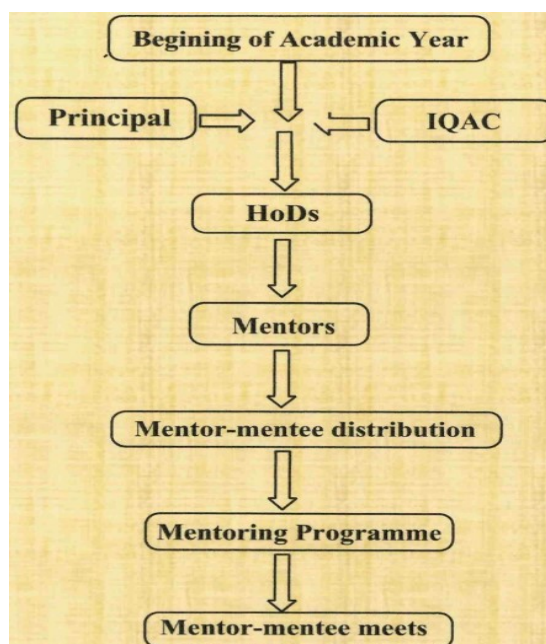 Begining of Academic Year
Principal
IQAC
HoDs
Mentors
Mentor-mentee distribution
Mentoring Programme
Mentor-mentee meets